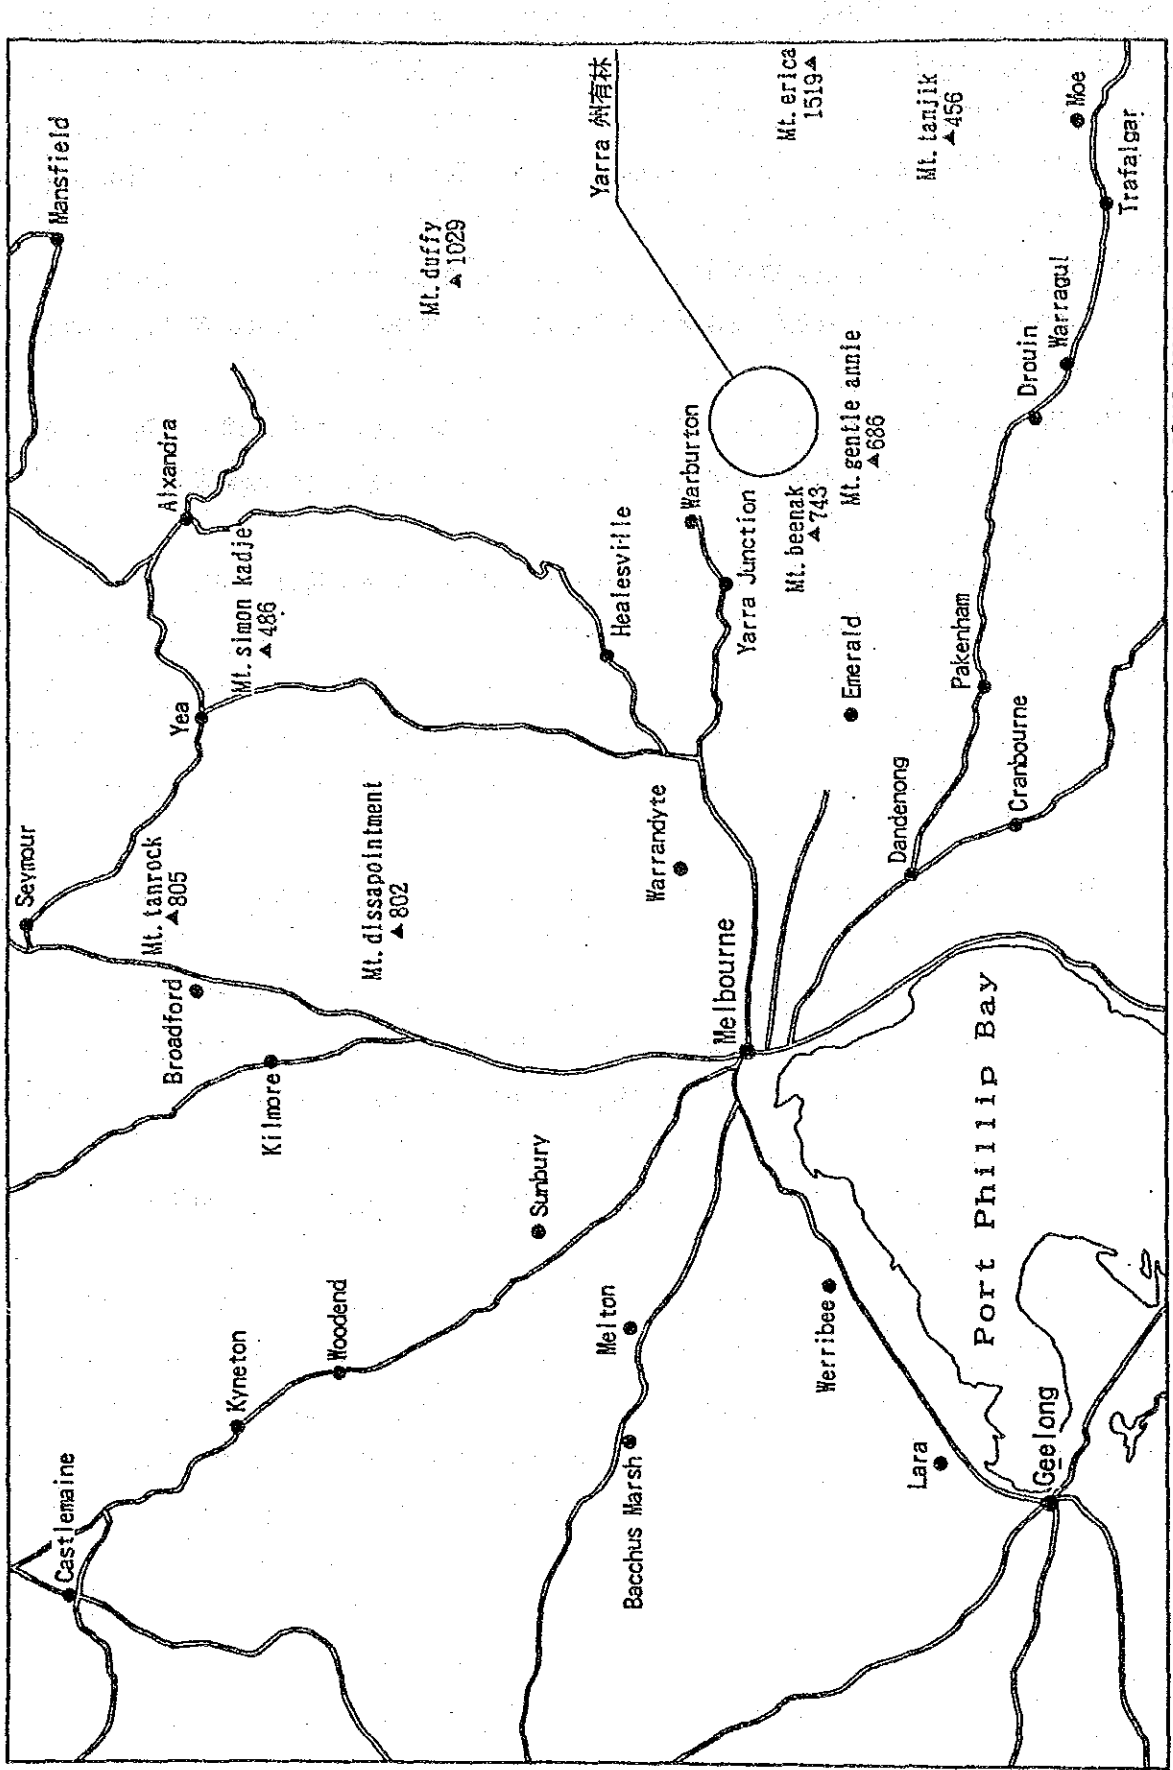 Seymour
Castlemaine
Mansfield
Mt. tanrock
▲805
Alxandra
Broadford
Yea
Kyneton
Mt. simon kadje
▲486
Kilmore
Woodend
Mt. dissapointment
▲802
Mt. duffy
▲1029
Sunbury
Yarra 州有林
Melton
Healesville
Bacchus Marsh
Warrandyte
Warburton
Melbourne
Yarra Junction
Mt. erica
1519▲
Mt. beenak
▲743
Werribee
Mt. gentle annie
▲686
Emerald
Dandenong
Lara
Mt. tanjik
▲456
Pakenham
Port Phillip Bay
Cranbourne
Drouin
Geelong
Warragul
Moe
Trafalgar